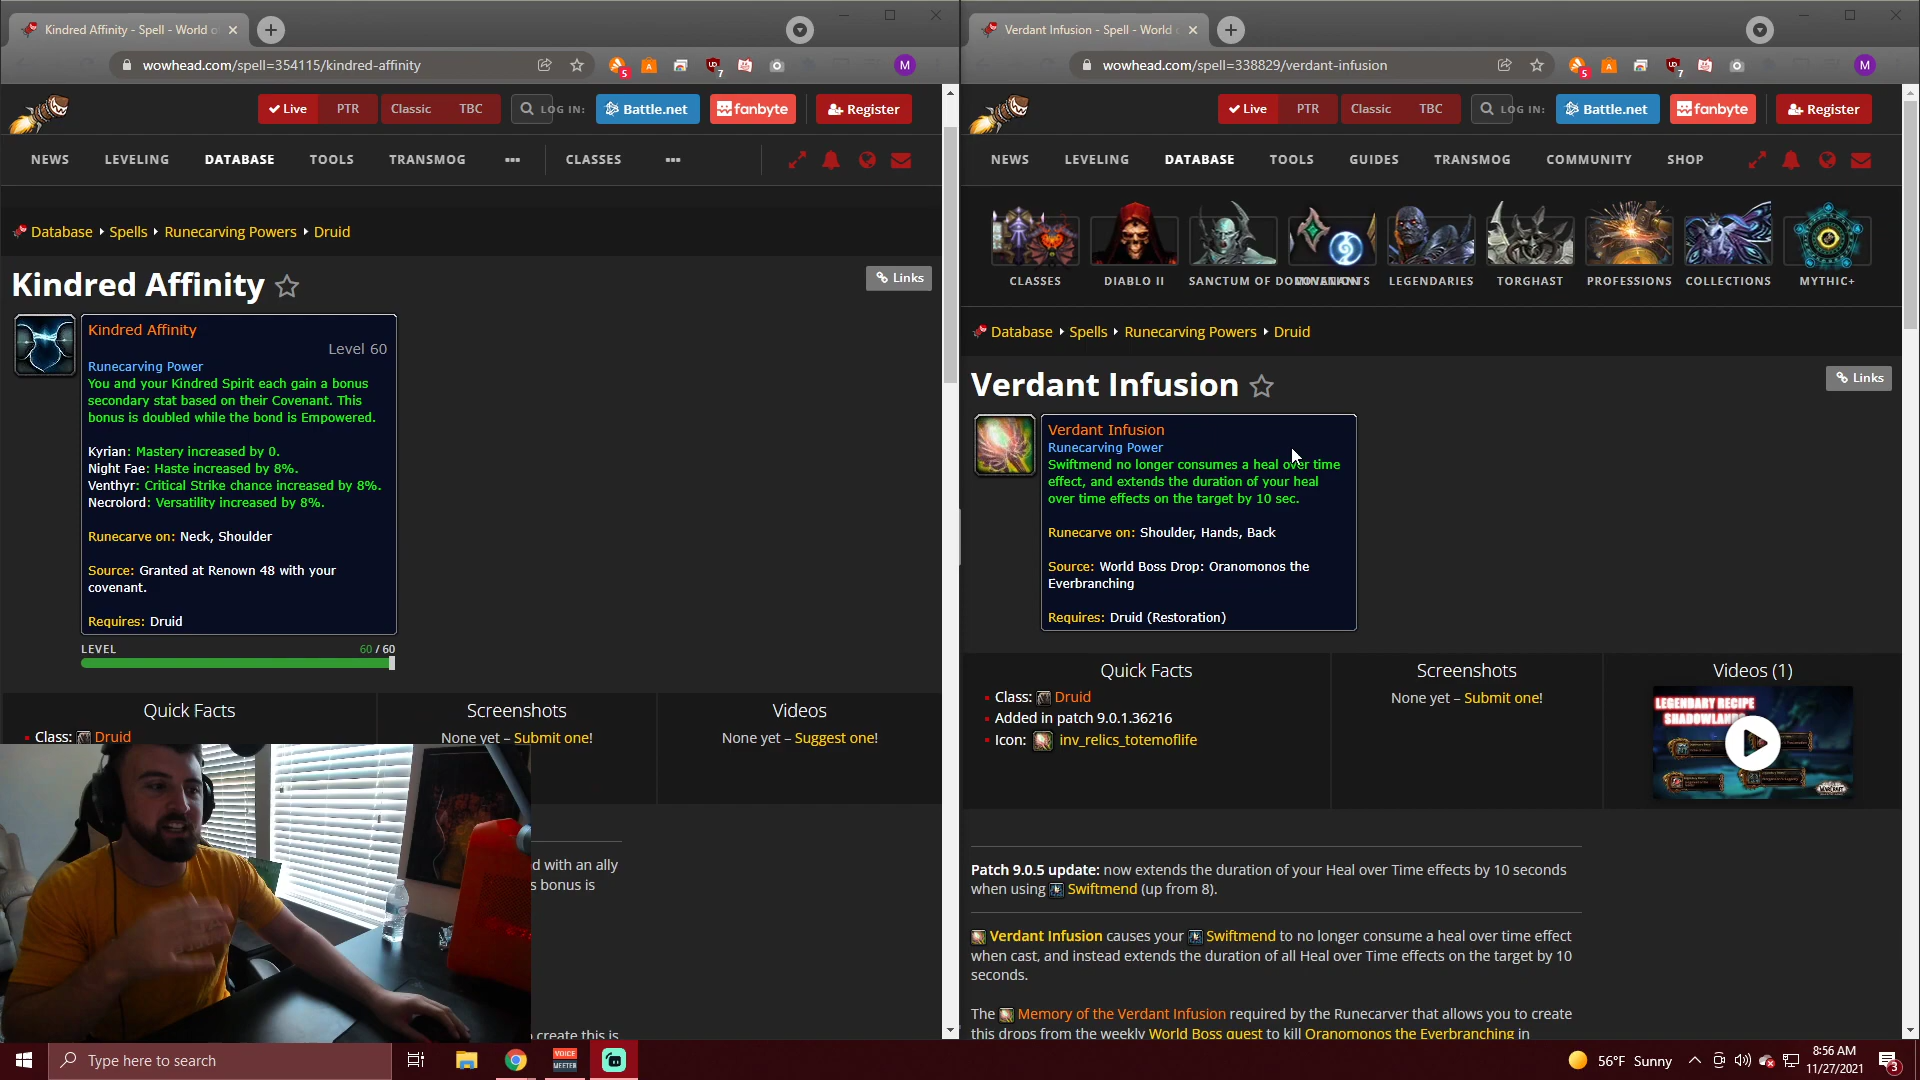 Kindred Affinity - Spell - World o
wowhead.com/spell=354115/kindred-affinity
5
7
M
Live PTR Classic TBC LOG IN: Battle.net fanbyte Register
NEWS LEVELING DATABASE TOOLS TRANSMOG ••• CLASSES •••
Database Spells Runecarving Powers Druid
Kindred Affinity
Links
Kindred Affinity
Level 60
Runecarving Power
You and your Kindred Spirit each gain a bonus
secondary stat based on their Covenant. This
bonus is doubled while the bond is Empowered.
Kyrian: Mastery increased by 0.
Night Fae: Haste increased by 8%.
Venthyr: Critical Strike chance increased by 8%.
Necrolord: Versatility increased by 8%.
Runecarve on: Neck, Shoulder
Source: Granted at Renown 48 with your
covenant.
Requires: Druid
LEVEL 60 / 60
Quick Facts
Class: Druid
Screenshots
None yet – Submit one!
Videos
None yet – Suggest one!
d with an ally
s bonus is
create this is
Verdant Infusion - Spell - World
wowhead.com/spell=338829/verdant-infusion
5
7
M
Live PTR Classic TBC LOG IN: Battle.net fanbyte Register
NEWS LEVELING DATABASE TOOLS GUIDES TRANSMOG COMMUNITY SHOP
CLASSES DIABLO II SANCTUM OF DOMINATION COVENANTS LEGENDARIES TORGHAST PROFESSIONS COLLECTIONS MYTHIC+
Database Spells Runecarving Powers Druid
Verdant Infusion
Links
Verdant Infusion
Runecarving Power
Swiftmend no longer consumes a heal over time
effect, and extends the duration of your heal
over time effects on the target by 10 sec.
Runecarve on: Shoulder, Hands, Back
Source: World Boss Drop: Oranomonos the
Everbranching
Requires: Druid (Restoration)
Quick Facts
Class: Druid
Added in patch 9.0.1.36216
Icon: inv_relics_totemoflife
Screenshots
None yet – Submit one!
Videos (1)
LEGENDARY RECIPE
Patch 9.0.5 update: now extends the duration of your Heal over Time effects by 10 seconds
when using Swiftmend (up from 8).
Verdant Infusion causes your Swiftmend to no longer consume a heal over time effect
when cast, and instead extends the duration of all Heal over Time effects on the target by 10
seconds.
The Memory of the Verdant Infusion required by the Runecarver that allows you to create
this drops from the weekly World Boss quest to kill Oranomonos the Everbranching in
Type here to search
VOICE
MEETER
56°F Sunny
8:56 AM
11/27/2021
3